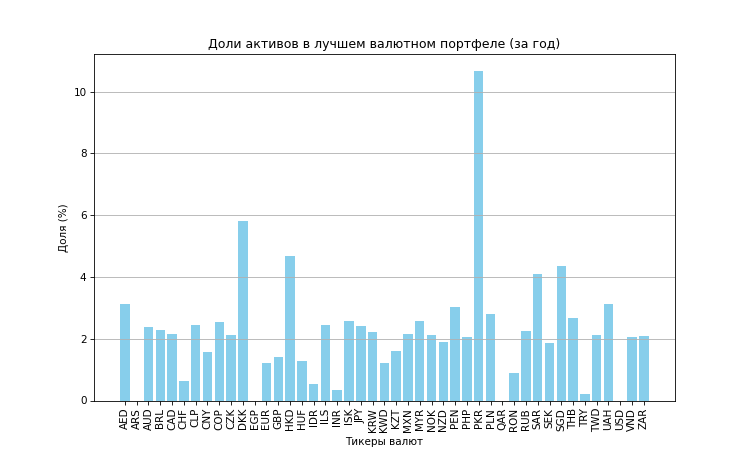 Доли активов в лучшем валютном портфеле (за год)
Доля (%)
10
8
6
4
2
0
AED ARS AUD BRL CAD CHF CLP CNY COP CZK DKK EGP EUR GBP HKD HUF IDR ILS INR ISK JPY KRW KWD KZT MXN MYR NOK NZD PEN PHP PKR PLN QAR RON RUB SAR SEK SGD THB TRY TWD UAH USD VND ZAR
Тикеры валют